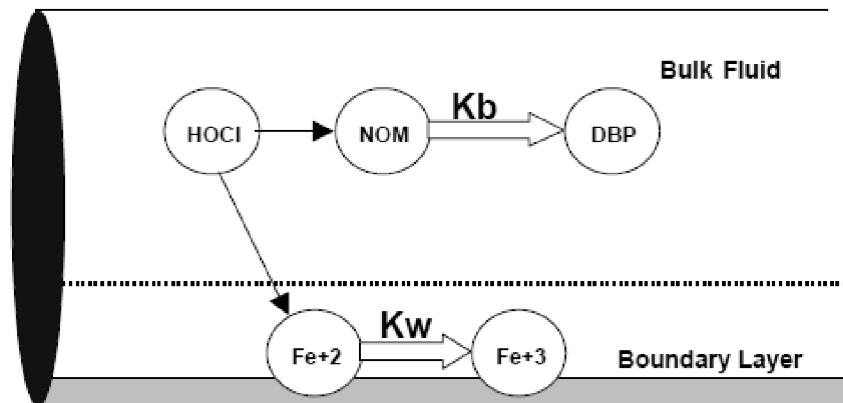 Bulk Fluid
Kb
HOCl NOM DBP
Kw
Fe+2 Fe+3
Boundary Layer